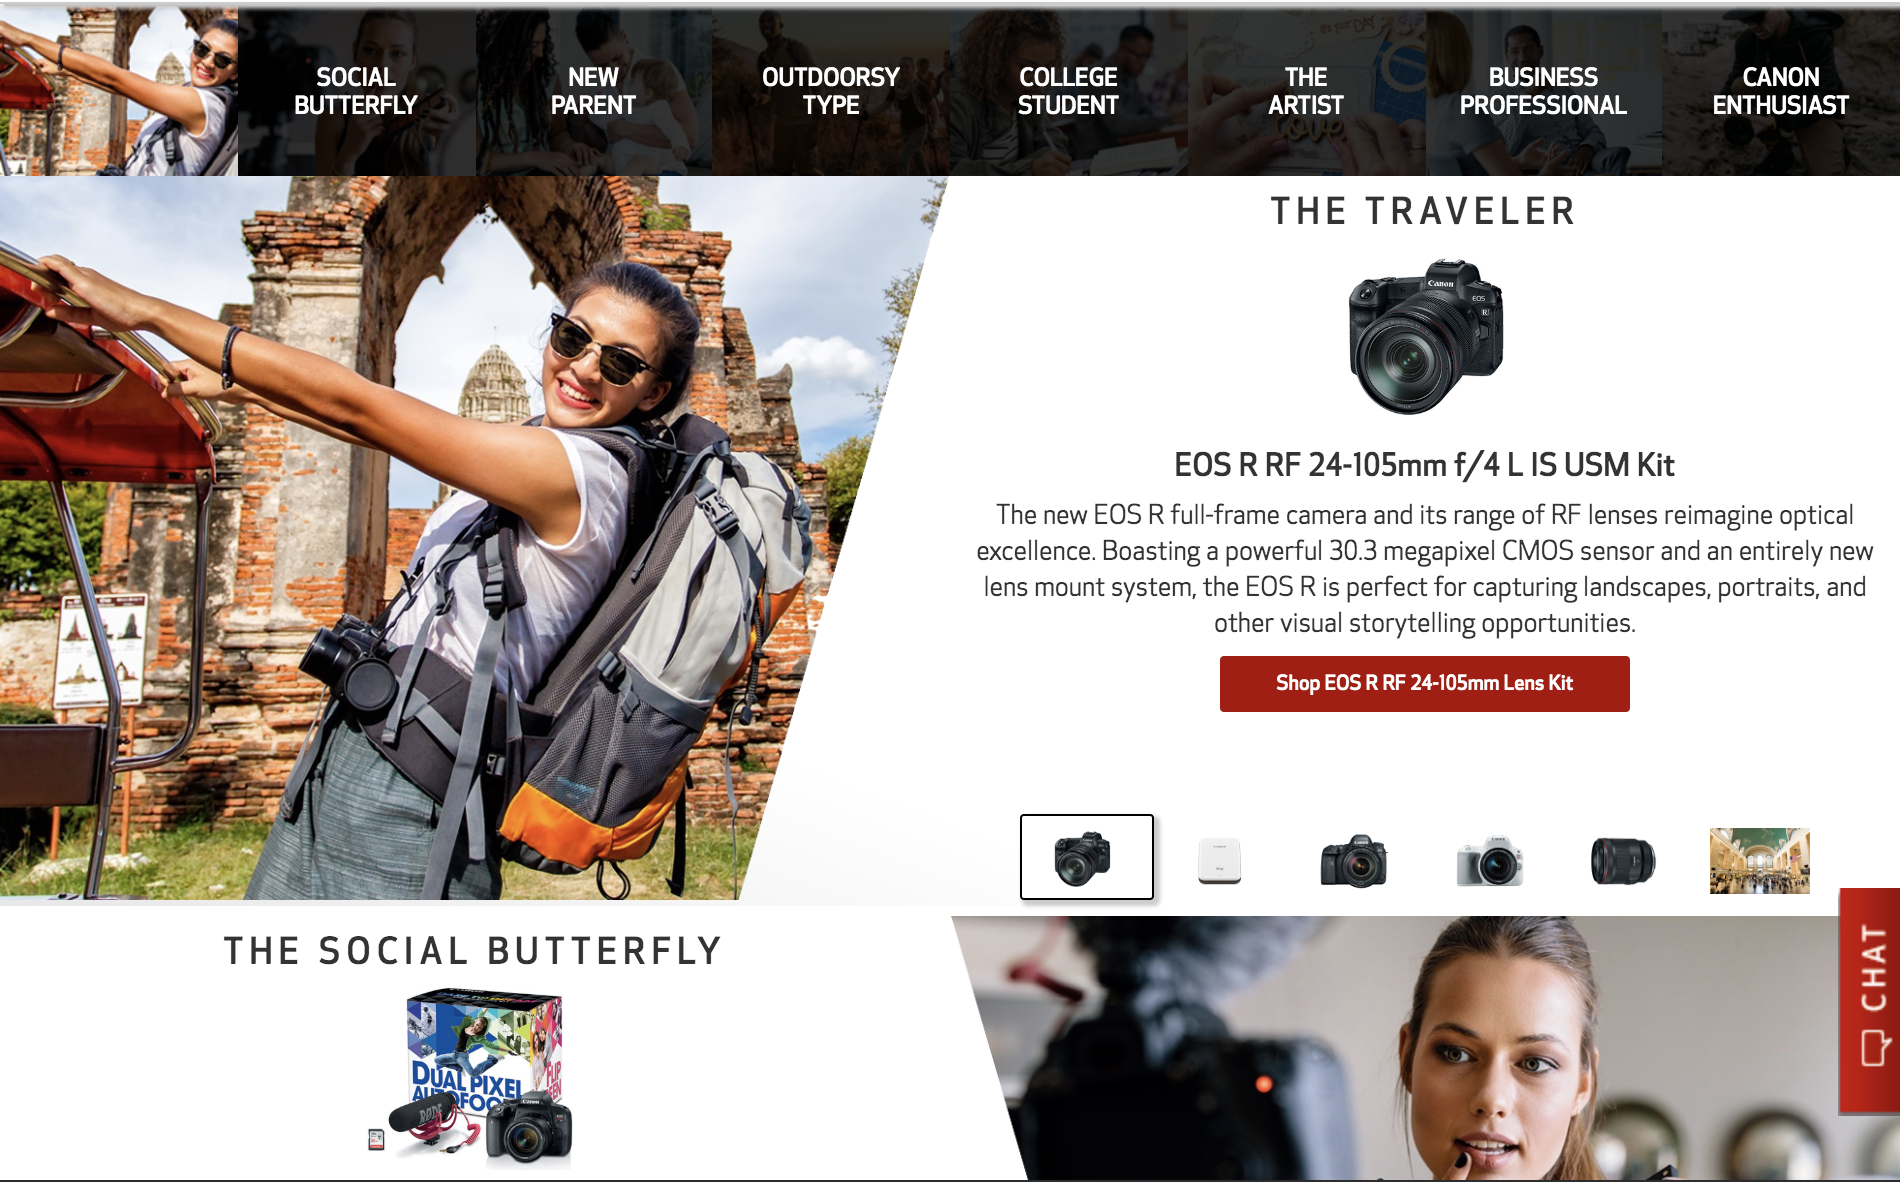 SOCIAL
BUTTERFLY
NEW
PARENT
OUTDOORSY
TYPE
COLLEGE
STUDENT
THE
ARTIST
BUSINESS
PROFESSIONAL
CANON
ENTHUSIAST
THE TRAVELER
Canon
EOS
R
EOS R RF 24-105mm f/4 L IS USM Kit
The new EOS R full-frame camera and its range of RF lenses reimagine optical
excellence. Boasting a powerful 30.3 megapixel CMOS sensor and an entirely new
lens mount system, the EOS R is perfect for capturing landscapes, portraits, and
other visual storytelling opportunities.
Shop EOS R RF 24-105mm Lens Kit
CHAT
THE SOCIAL BUTTERFLY
DUAL PIXEL
RODE
Canon